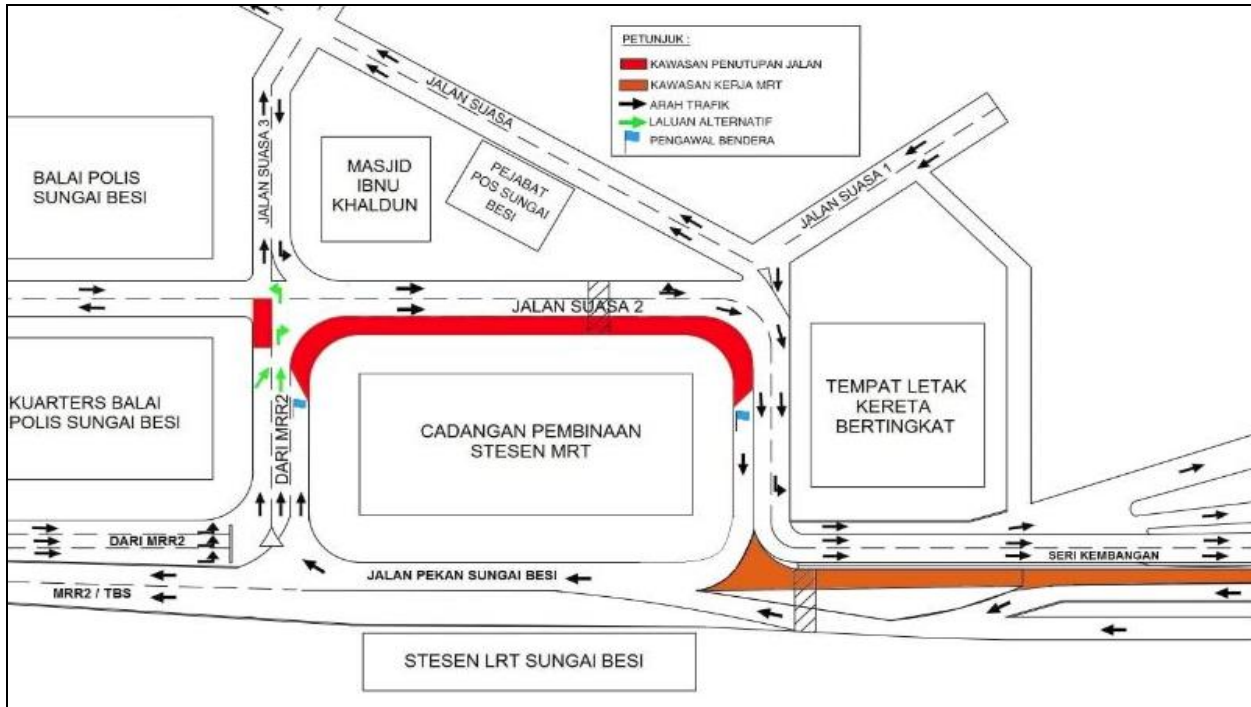 PETUNJUK :
KAWASAN PENUTUPAN JALAN
KAWASAN KERJA MRT
ARAH TRAFIK
LALUAN ALTERNATIF
PENGAWAL BENDERA
JALAN SUASA
JALAN SUASA 1
JALAN SUASA 3
BALAI POLIS
SUNGAI BESI
MASJID
IBNU
KHALDUN
PEJABAT
POS SUNGAI
BESI
JALAN SUASA 2
KUARTERS BALAI
POLIS SUNGAI BESI
DARI MRR2
CADANGAN PEMBINAAN
STESEN MRT
TEMPAT LETAK
KERETA
BERTINGKAT
DARI MRR2
SERI KEMBANGAN
JALAN PEKAN SUNGAI BESI
MRR2 / TBS
STESEN LRT SUNGAI BESI